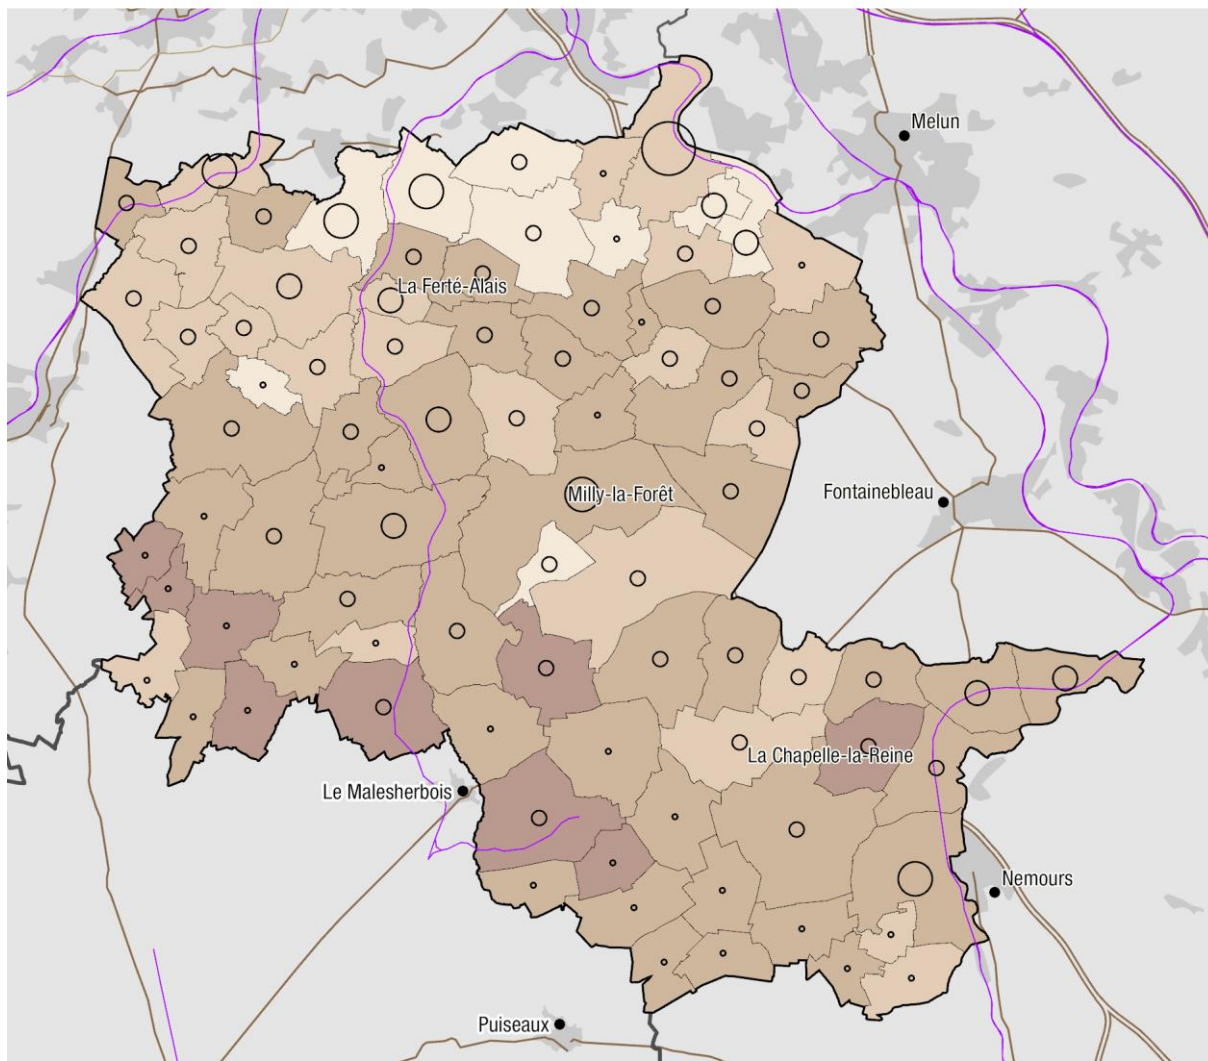 Melun
La Ferté-Alais
Milly-la-Forêt
Fontainebleau
La Chapelle-la-Reine
Le Malesherbois
Nemours
Puiseaux